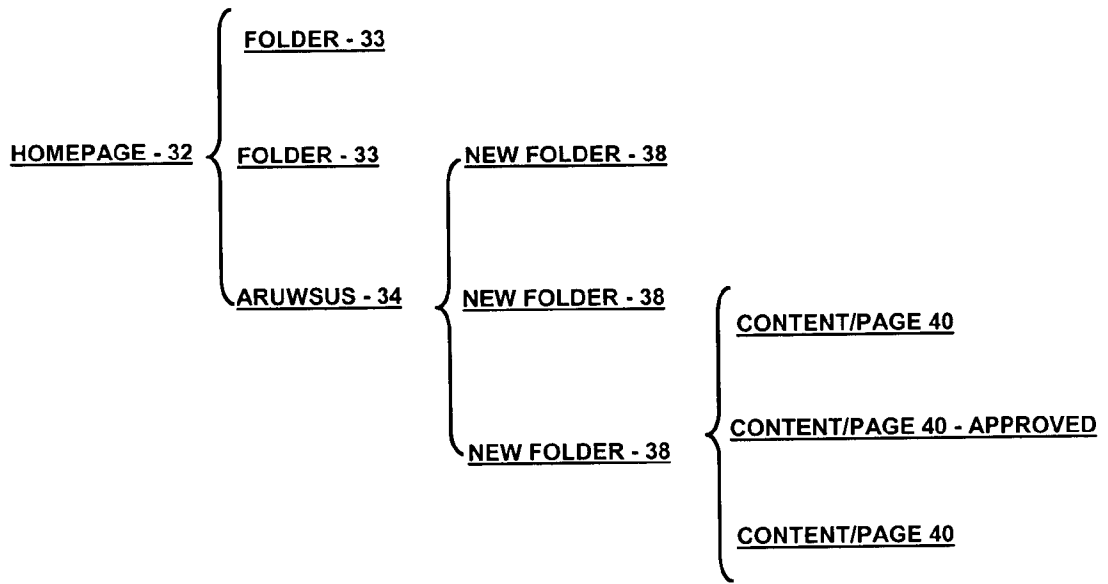 FOLDER - 33
HOMEPAGE - 32
FOLDER - 33
NEW FOLDER - 38
ARUWSUS - 34
NEW FOLDER - 38
CONTENT/PAGE 40
CONTENT/PAGE 40 - APPROVED
NEW FOLDER - 38
CONTENT/PAGE 40